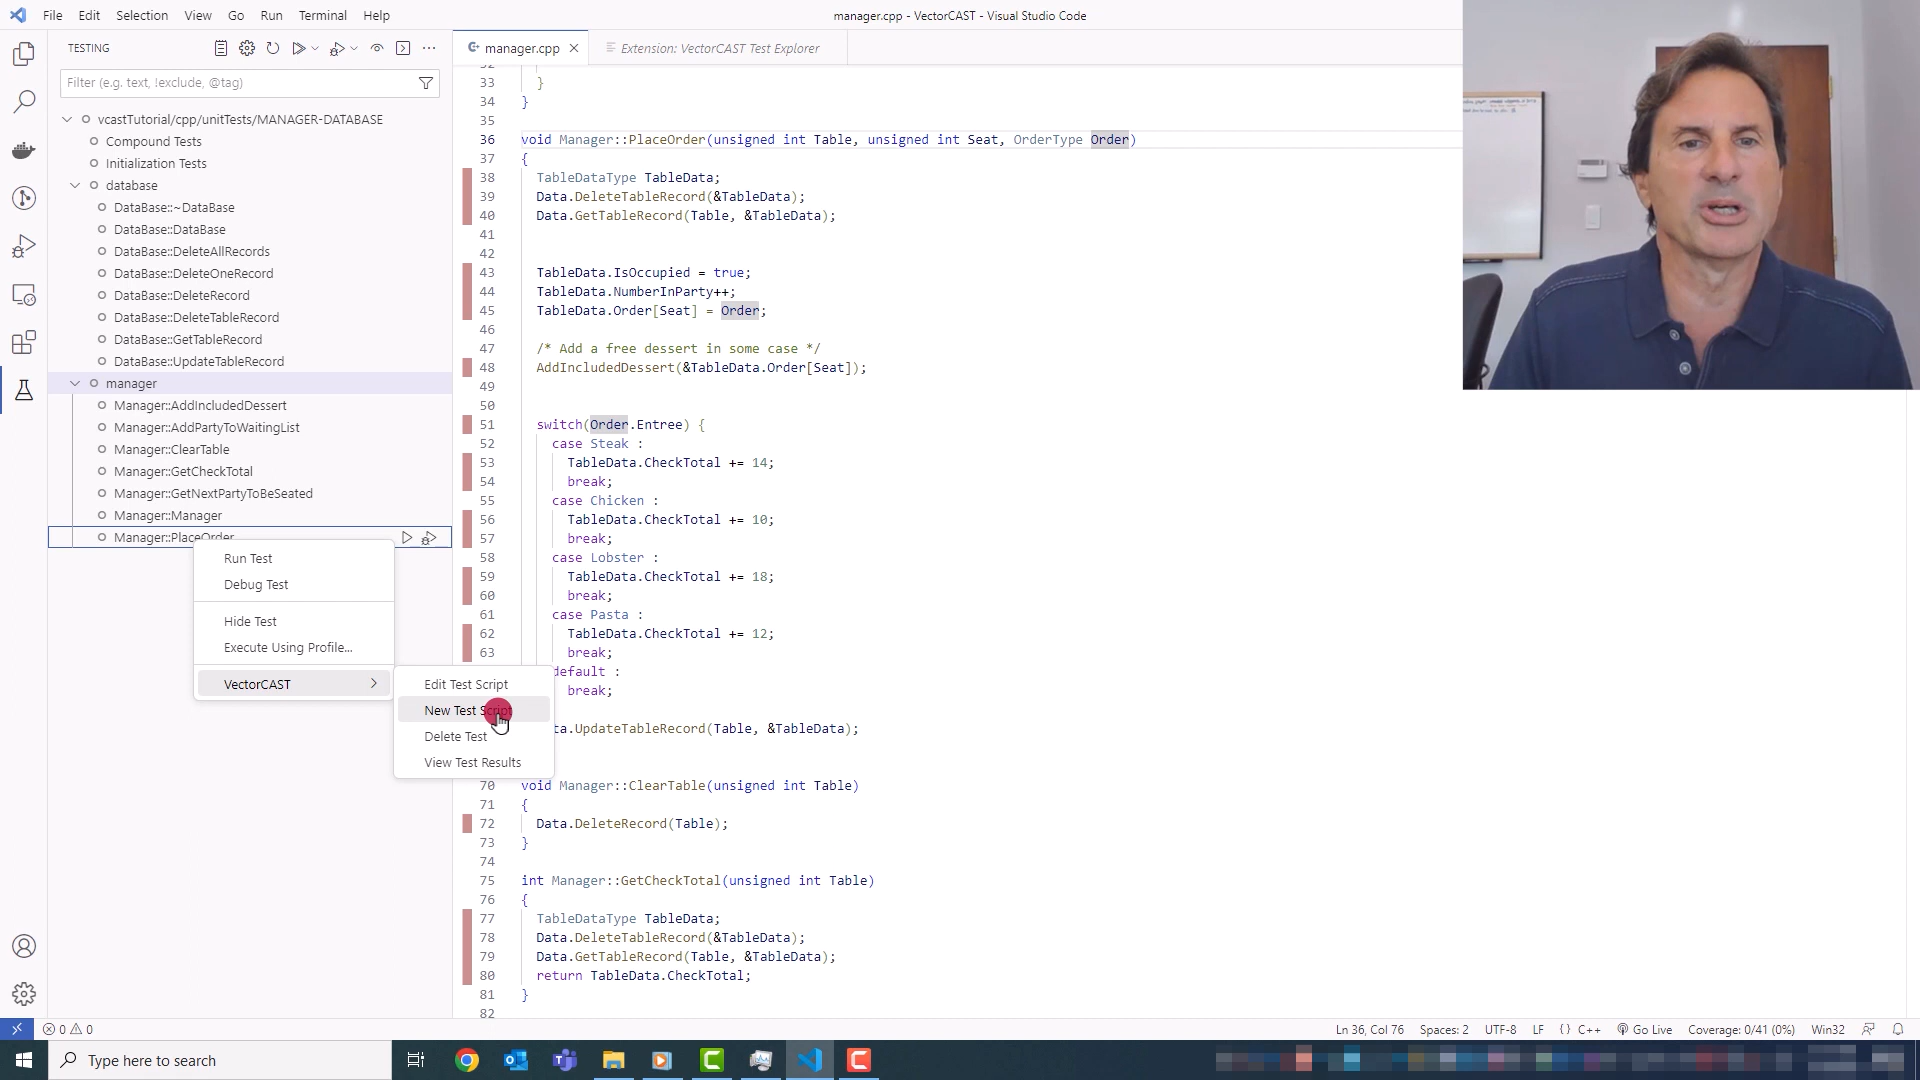 File Edit Selection View Go Run Terminal Help
manager.cpp - VectorCAST - Visual Studio Code
TESTING
manager.cpp
Extension: VectorCAST Test Explorer
Filter (e.g. text, !exclude, @tag)
vcastTutorial/cpp/unitTests/MANAGER-DATABASE
Compound Tests
Initialization Tests
database
DataBase::~DataBase
DataBase::DataBase
DataBase::DeleteAllRecords
DataBase::DeleteOneRecord
DataBase::DeleteRecord
DataBase::DeleteTableRecord
DataBase::GetTableRecord
DataBase::UpdateTableRecord
manager
Manager::AddIncludedDessert
Manager::AddPartyToWaitingList
Manager::ClearTable
Manager::GetCheckTotal
Manager::GetNextPartyToBeSeated
Manager::Manager
Manager::PlaceOrder
Run Test
Debug Test
Hide Test
Execute Using Profile...
VectorCAST
Edit Test Script
New Test Script
Delete Test
View Test Results
32
33 }
34 }
35
36 void Manager::PlaceOrder(unsigned int Table, unsigned int Seat, OrderType Order)
37 {
38 TableDataType TableData;
39 Data.DeleteTableRecord(&TableData);
40 Data.GetTableRecord(Table, &TableData);
41
42
43 TableData.IsOccupied = true;
44 TableData.NumberInParty++;
45 TableData.Order[Seat] = Order;
46
47 /* Add a free dessert in some case */
48 AddIncludedDessert(&TableData.Order[Seat]);
49
50
51 switch(Order.Entree) {
52 case Steak :
53 TableData.CheckTotal += 14;
54 break;
55 case Chicken :
56 TableData.CheckTotal += 10;
57 break;
58 case Lobster :
59 TableData.CheckTotal += 18;
60 break;
61 case Pasta :
62 TableData.CheckTotal += 12;
63 break;
default :
break;
ta.UpdateTableRecord(Table, &TableData);
70 void Manager::ClearTable(unsigned int Table)
71 {
72 Data.DeleteRecord(Table);
73 }
74
75 int Manager::GetCheckTotal(unsigned int Table)
76 {
77 TableDataType TableData;
78 Data.DeleteTableRecord(&TableData);
79 Data.GetTableRecord(Table, &TableData);
80 return TableData.CheckTotal;
81 }
82
0 0
Ln 36, Col 76 Spaces: 2 UTF-8 LF {} C++ Go Live Coverage: 0/41 (0%) Win32
Type here to search